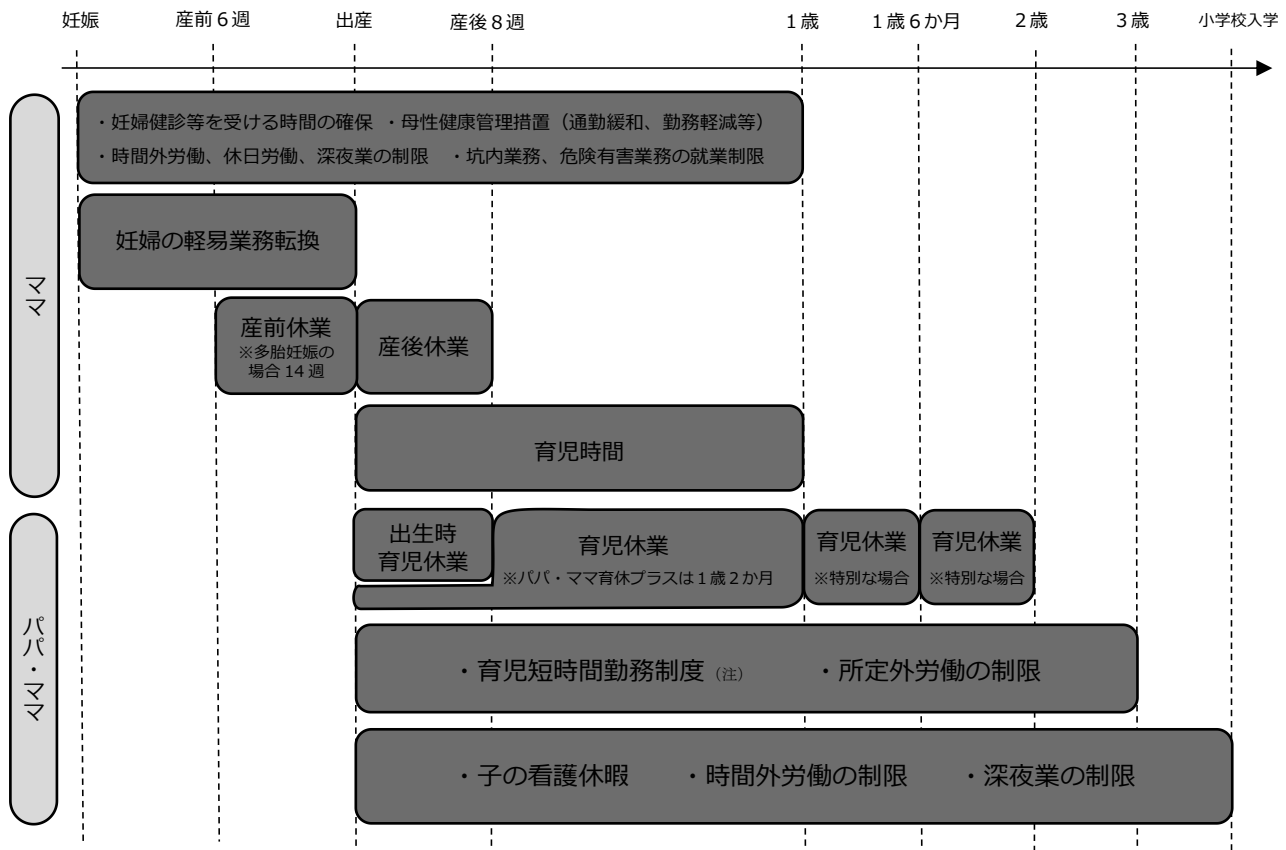 妊娠 産前６週 出産 産後８週 １歳 １歳６か月 ２歳 ３歳 小学校入学
ママ
・妊婦健診等を受ける時間の確保 ・母性健康管理措置（通勤緩和、勤務軽減等）
・時間外労働、休日労働、深夜業の制限 ・坑内業務、危険有害業務の就業制限
妊婦の軽易業務転換
産前休業
※多胎妊娠の
場合 14 週
産後休業
育児時間
パパ・ママ
出生時
育児休業
育児休業
※パパ・ママ育休プラスは１歳２か月
育児休業
※特別な場合
育児休業
※特別な場合
・育児短時間勤務制度（注） ・所定外労働の制限
・子の看護休暇 ・時間外労働の制限 ・深夜業の制限